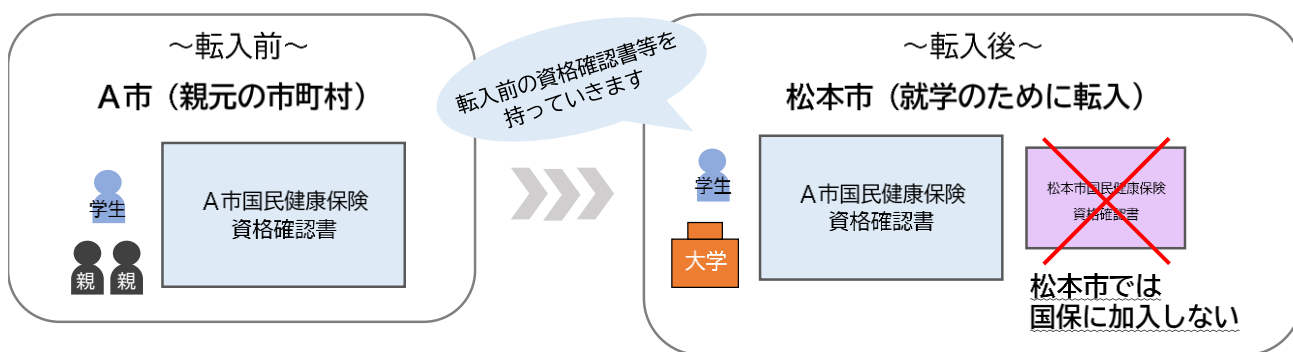 ～転入前～
A市（親元の市町村）
学生
親
親
A市国民健康保険
資格確認書
転入前の資格確認書等を
持っていきます
～転入後～
松本市（就学のために転入）
学生
大学
A市国民健康保険
資格確認書
松本市国民健康保険
資格確認書
松本市では
国保に加入しない